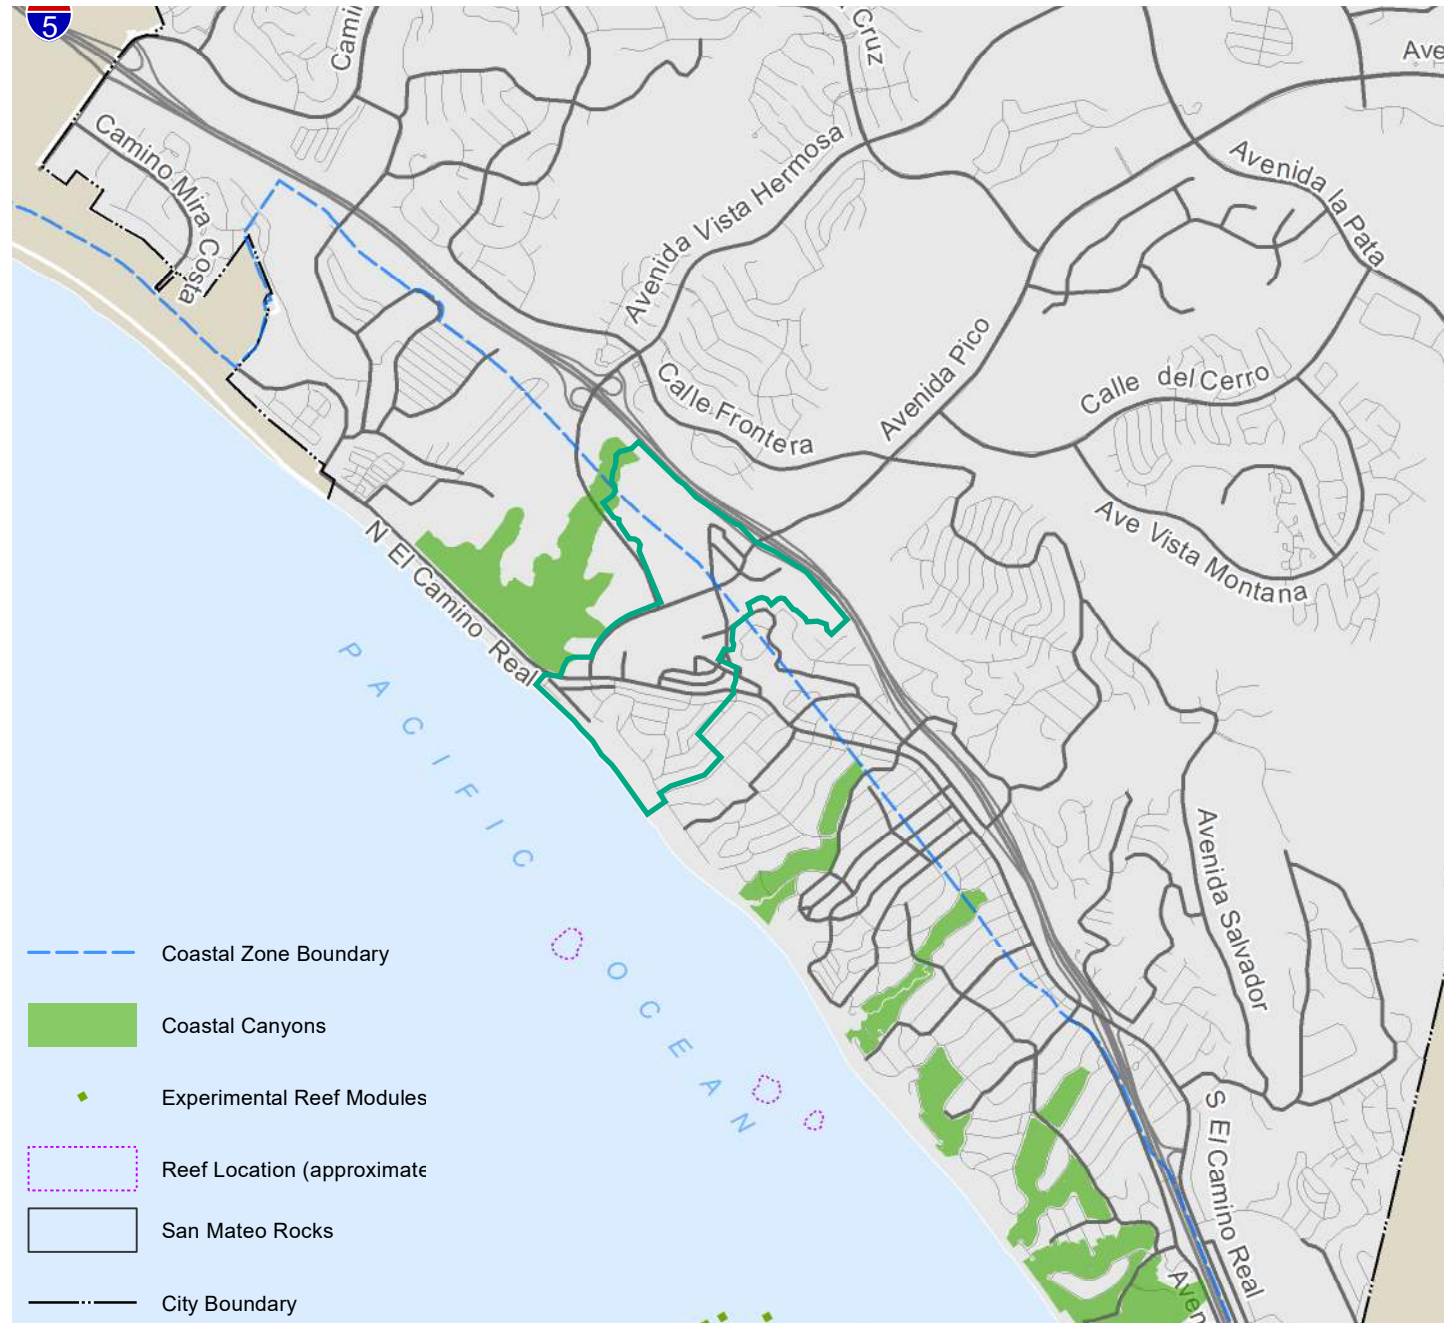 5
Cami
Cruz
Ave
Camino Mira Costa
Avenida Vista Hermosa
Avenida la Pata
Avenida Pico
Calle Frontera
Calle del Cerro
Ave Vista Montana
N El Camino Real
PACIFIC OCEAN
Avenida Salvador
S El Camino Real
Aven
Coastal Zone Boundary
Coastal Canyons
Experimental Reef Modules
Reef Location (approximate
San Mateo Rocks
City Boundary